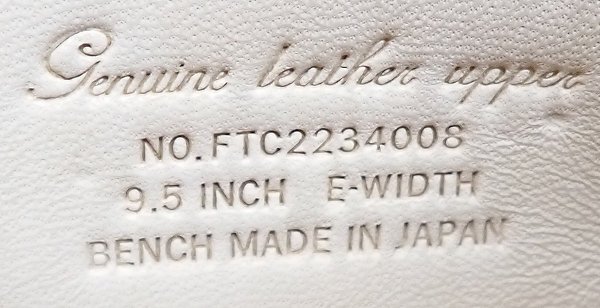 Genuine leather upper
NO.FTC2234008
9.5 INCH E-WIDTH
BENCH MADE IN JAPAN